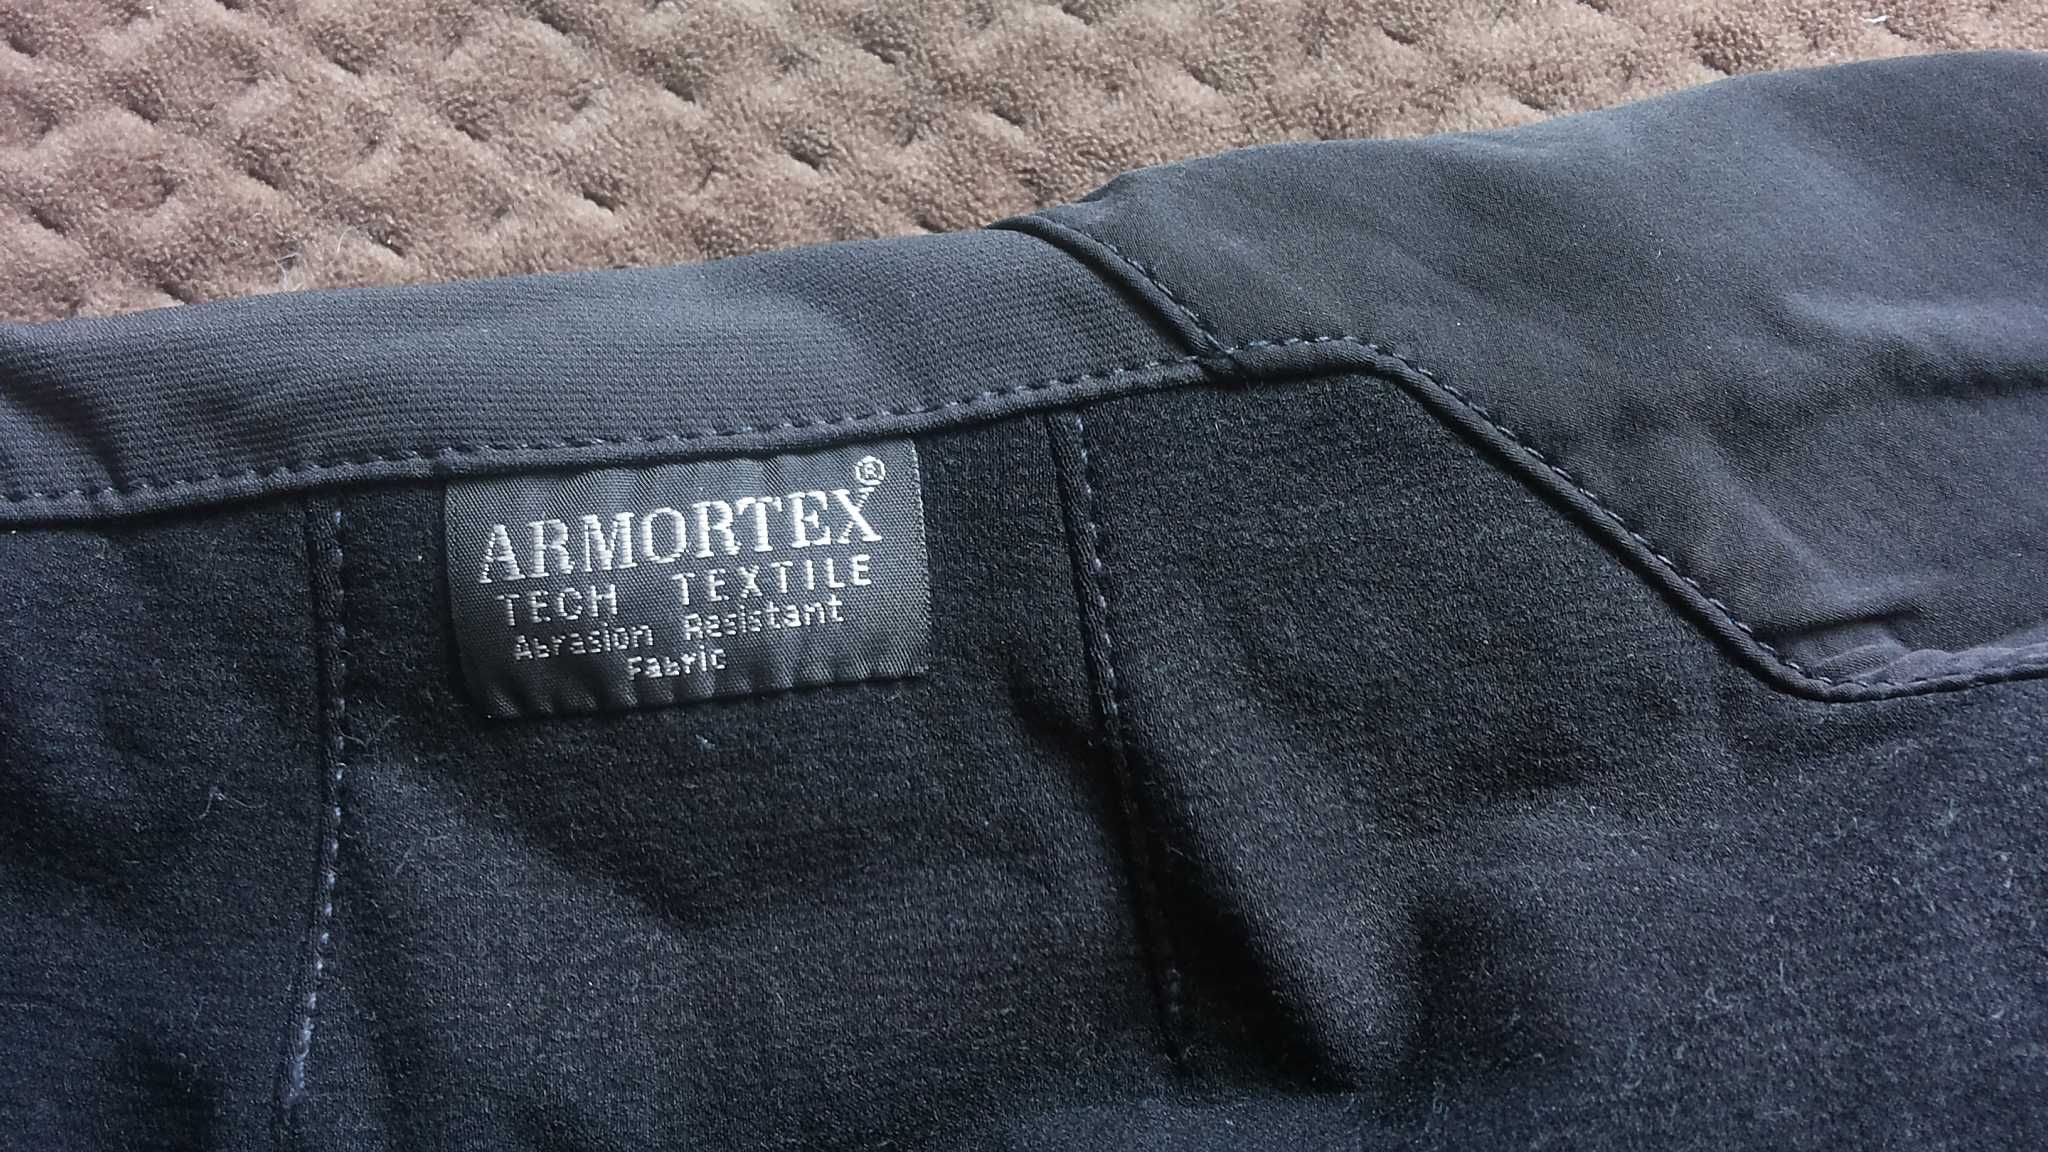 ARMORTEX®
TECH TEXTILE
Abrasion Resistant
Fabric